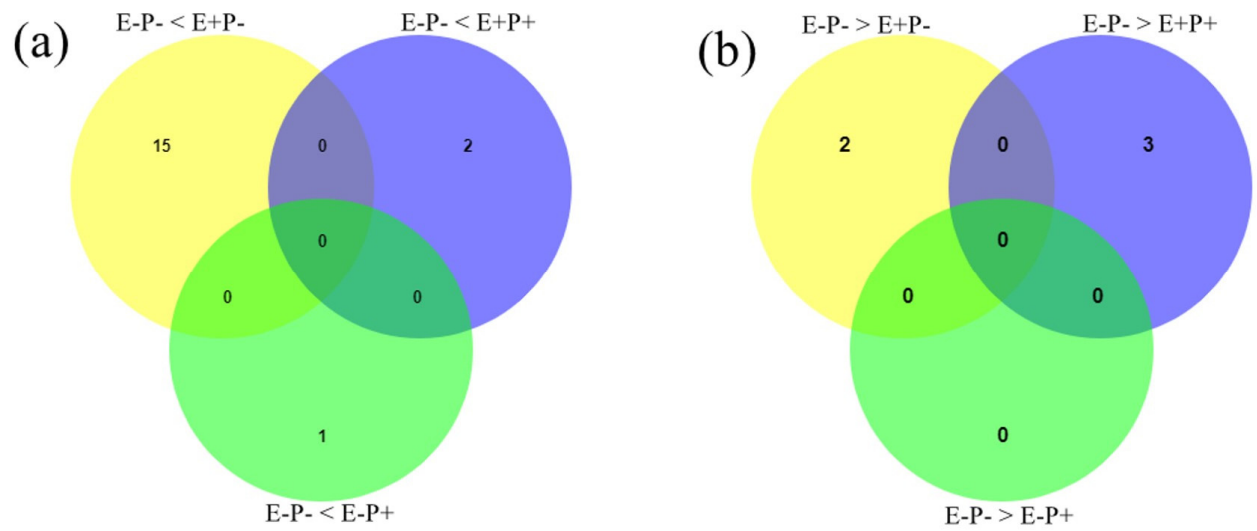 (a)
E-P- < E+P-
E-P- < E+P+
15
0
2
0
0
0
1
E-P- < E-P+
(b)
E-P- > E+P-
E-P- > E+P+
2
0
3
0
0
0
0
E-P- > E-P+